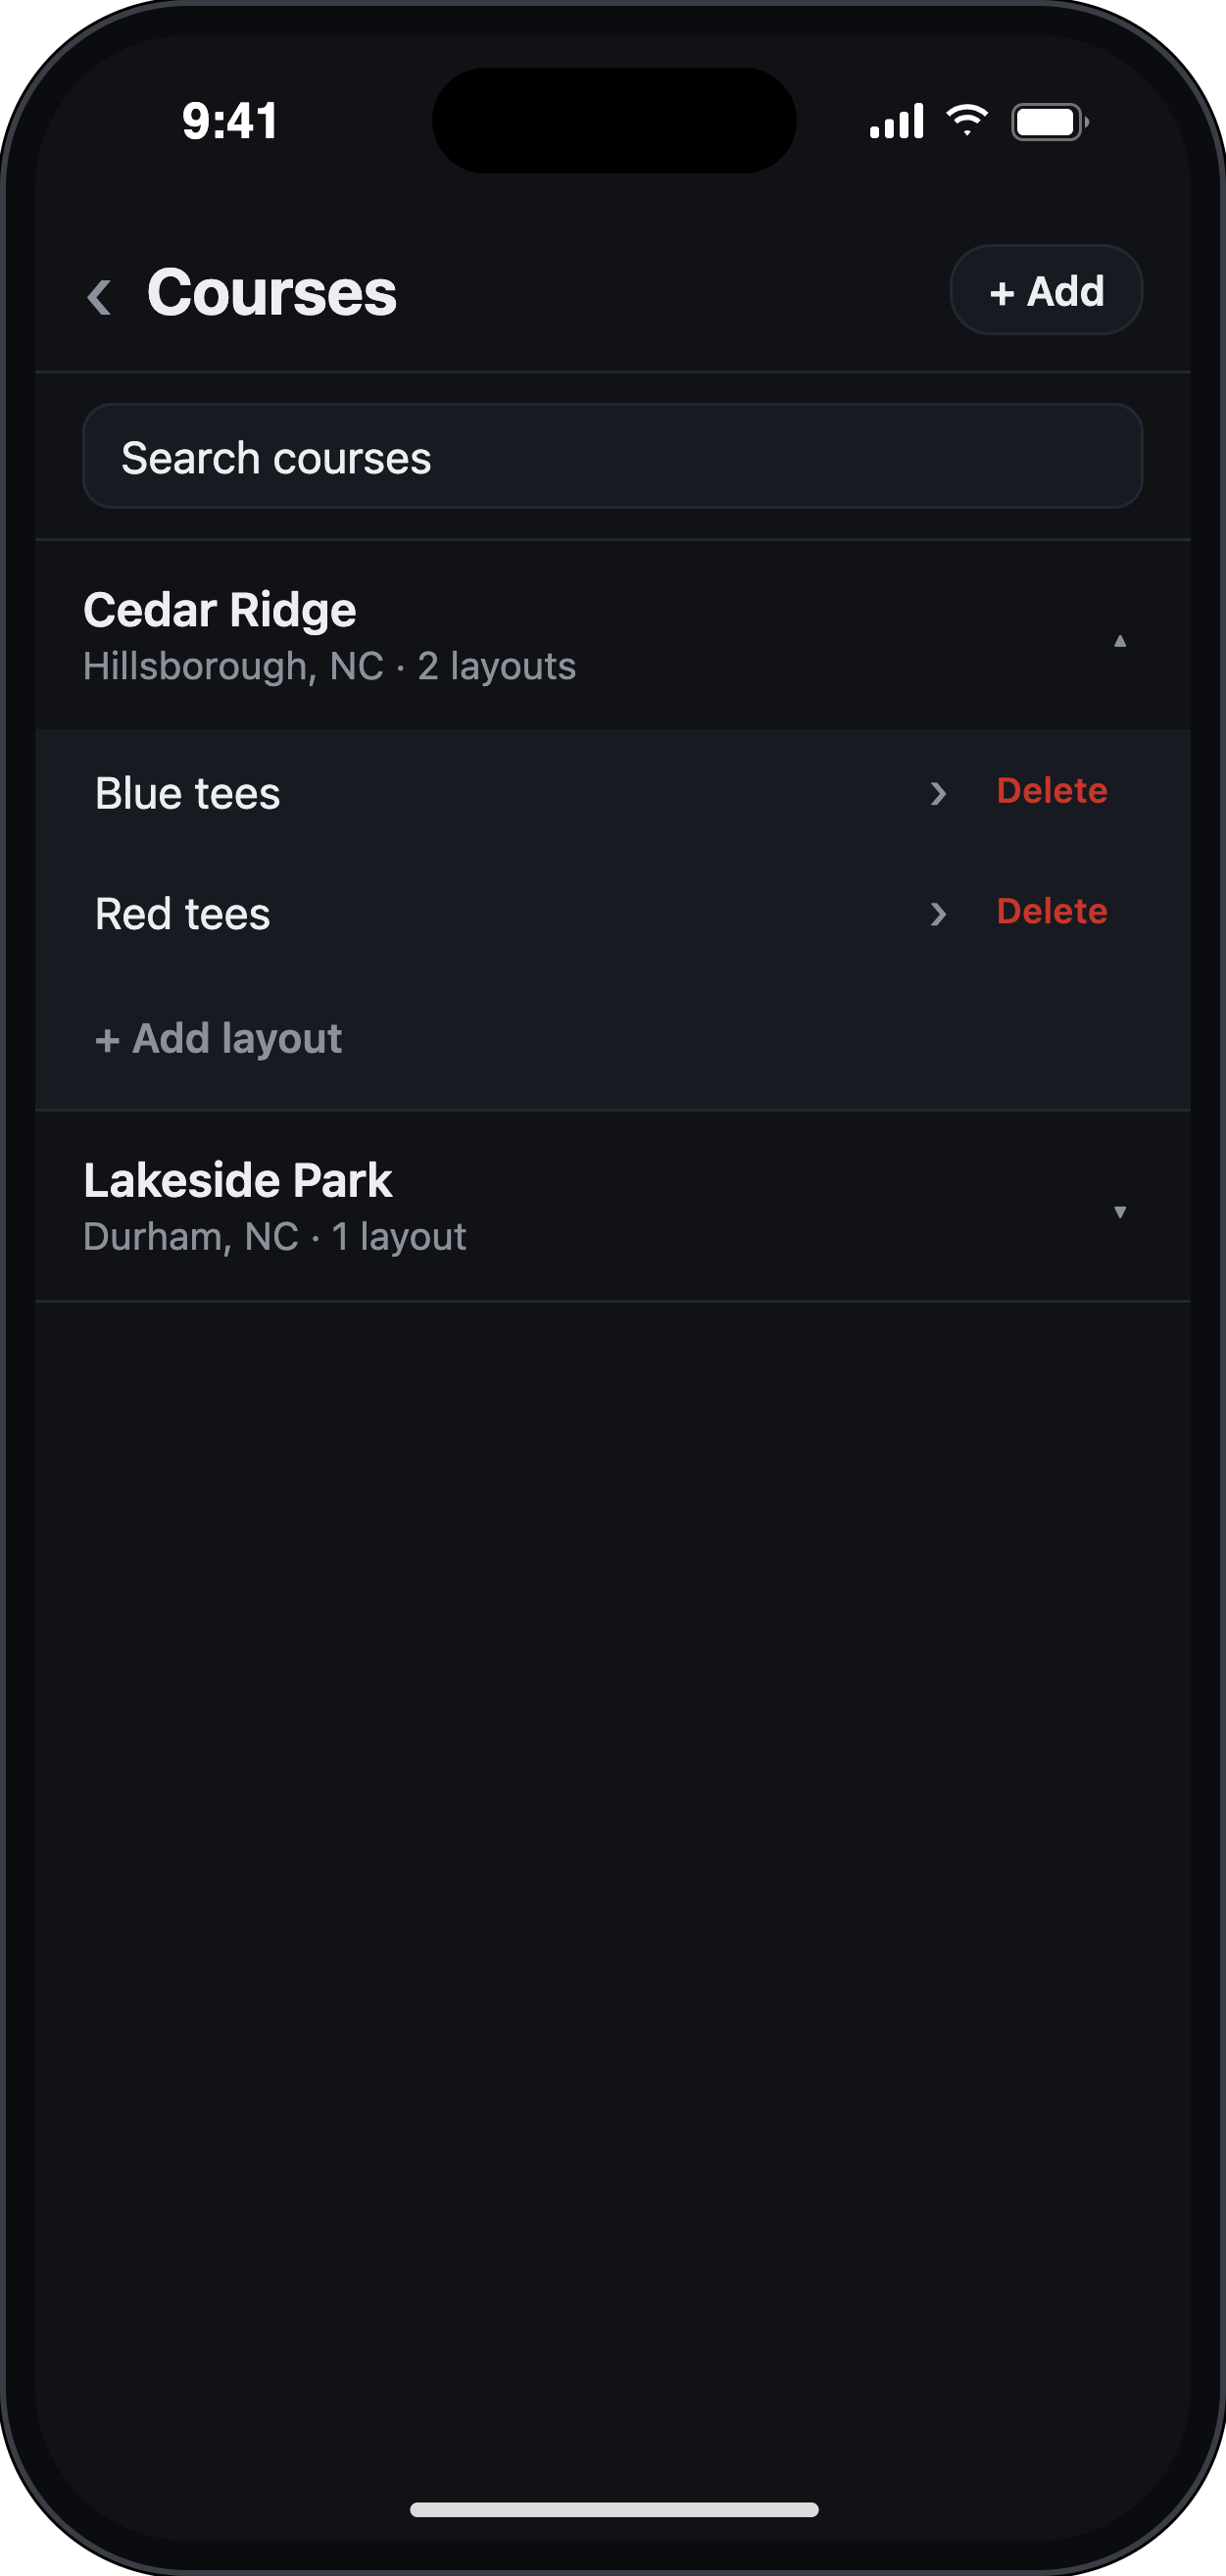 9:41
‹ Courses
+ Add
Search courses
Cedar Ridge
Hillsborough, NC · 2 layouts
▲
Blue tees › Delete
Red tees › Delete
+ Add layout
Lakeside Park
Durham, NC · 1 layout
▼